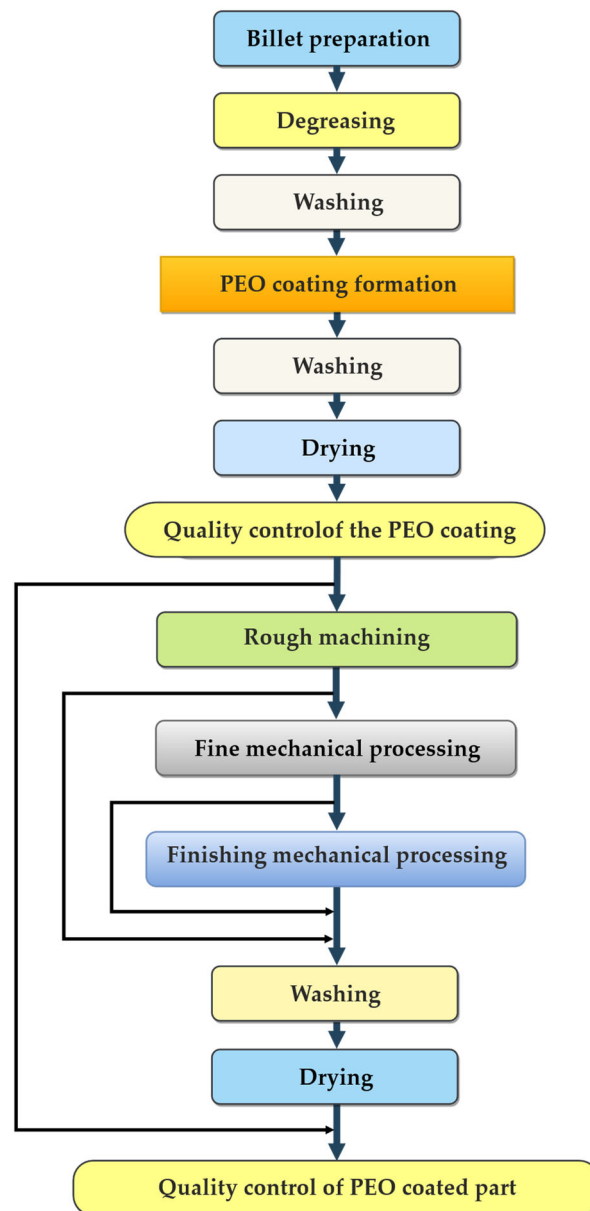 Billet preparation
Degreasing
Washing
PEO coating formation
Washing
Drying
Quality controlof the PEO coating
Rough machining
Fine mechanical processing
Finishing mechanical processing
Washing
Drying
Quality control of PEO coated part